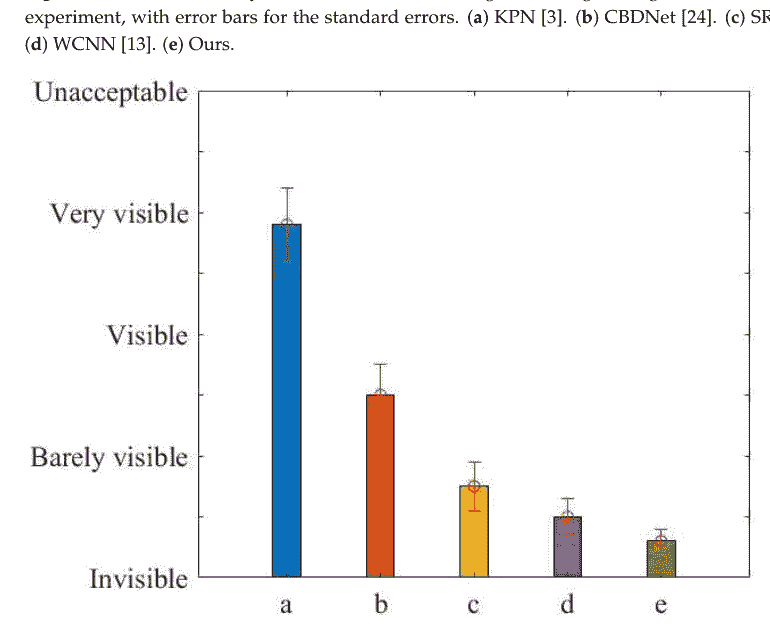 experiment, with error bars for the standard errors. (a) KPN [3]. (b) CBDNet [24]. (c) SR
(d) WCNN [13]. (e) Ours.
Unacceptable
Very visible
Visible
Barely visible
Invisible
a b c d e